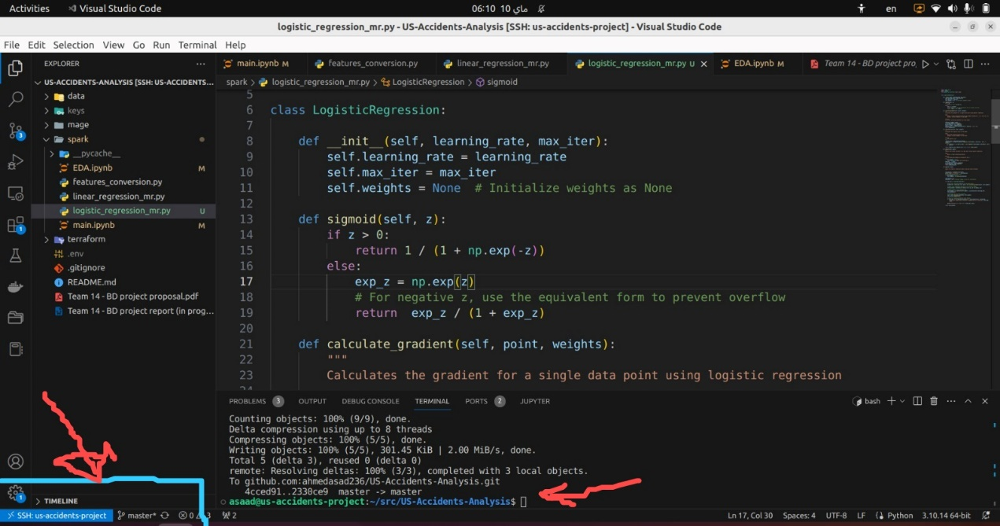 Activities
Visual Studio Code
06:10 10 ماي
en
logistic_regression_mr.py - US-Accidents-Analysis [SSH: us-accidents-project] - Visual Studio Code
File Edit Selection View Go Run Terminal Help
EXPLORER
US-ACCIDENTS-ANALYSIS [SSH: US-ACCIDENTS...
data
keys
mage
spark
__pycache__
EDA.ipynb M
features_conversion.py
linear_regression_mr.py
logistic_regression_mr.py U
main.ipynb M
terraform
.env
.gitignore
README.md
Team 14 - BD project proposal.pdf
Team 14 - BD project report (in prog...
TIMELINE
3
1
1
main.ipynb M
features_conversion.py
linear_regression_mr.py
logistic_regression_mr.py U
EDA.ipynb M
Team 14 - BD project pro
spark > logistic_regression_mr.py > LogisticRegression > sigmoid
5
6 class LogisticRegression:
7
8 def __init__(self, learning_rate, max_iter):
9 self.learning_rate = learning_rate
10 self.max_iter = max_iter
11 self.weights = None # Initialize weights as None
12
13 def sigmoid(self, z):
14 if z > 0:
15 return 1 / (1 + np.exp(-z))
16 else:
17 exp_z = np.exp(z)
18 # For negative z, use the equivalent form to prevent overflow
19 return exp_z / (1 + exp_z)
20
21 def calculate_gradient(self, point, weights):
22 """
23 Calculates the gradient for a single data point using logistic regression
24
PROBLEMS 3 OUTPUT DEBUG CONSOLE TERMINAL PORTS 2 JUPYTER
bash
Counting objects: 100% (9/9), done.
Delta compression using up to 8 threads
Compressing objects: 100% (5/5), done.
Writing objects: 100% (5/5), 301.45 KiB | 2.00 MiB/s, done.
Total 5 (delta 3), reused 0 (delta 0)
remote: Resolving deltas: 100% (3/3), completed with 3 local objects.
To github.com:ahmedasad236/US-Accidents-Analysis.git
4cced91..2330ce9 master -> master
asaad@us-accidents-project:~/src/US-Accidents-Analysis$
SSH: us-accidents-project master* 0 3 2
Ln 17, Col 30 Spaces: 4 UTF-8 LF Python 3.10.14 64-bit